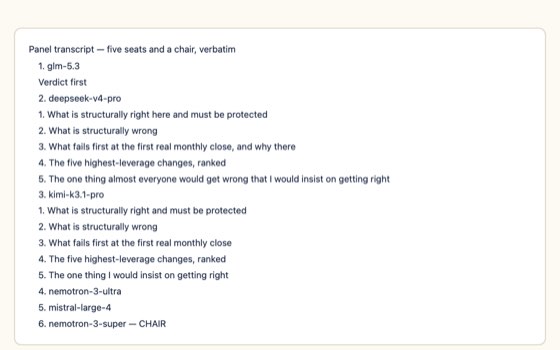 Panel transcript — five seats and a chair, verbatim
1. glm-5.3
Verdict first
2. deepseek-v4-pro
1. What is structurally right here and must be protected
2. What is structurally wrong
3. What fails first at the first real monthly close, and why there
4. The five highest-leverage changes, ranked
5. The one thing almost everyone would get wrong that I would insist on getting right
3. kimi-k3.1-pro
1. What is structurally right and must be protected
2. What is structurally wrong
3. What fails first at the first real monthly close
4. The five highest-leverage changes, ranked
5. The one thing I would insist on getting right
4. nemotron-3-ultra
5. mistral-large-4
6. nemotron-3-super — CHAIR